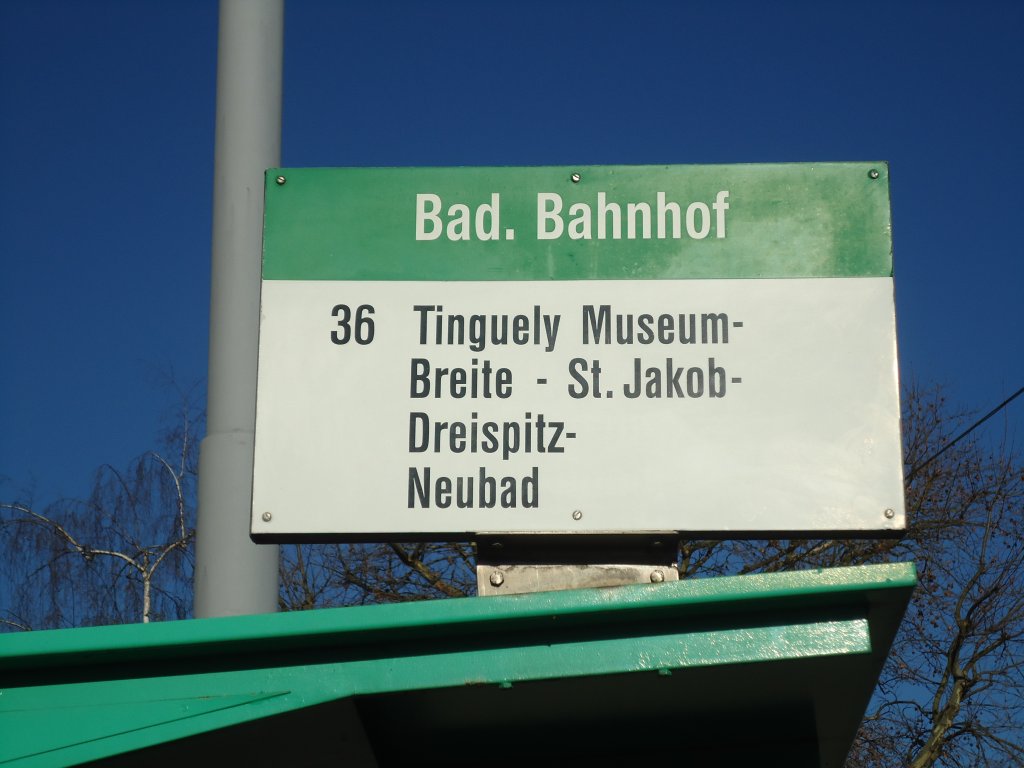 Bad. Bahnhof
36 Tinguely Museum-
Breite - St. Jakob-
Dreispitz-
Neubad